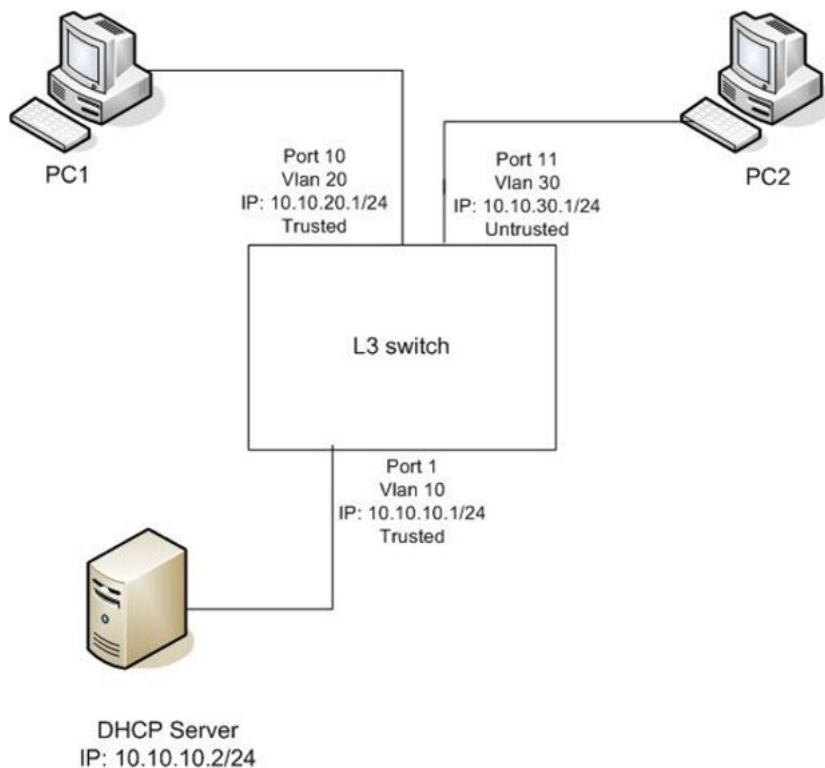 PC1
Port 10
Vlan 20
IP: 10.10.20.1/24
Trusted
Port 11
Vlan 30
IP: 10.10.30.1/24
Untrusted
PC2
L3 switch
Port 1
Vlan 10
IP: 10.10.10.1/24
Trusted
DHCP Server
IP: 10.10.10.2/24